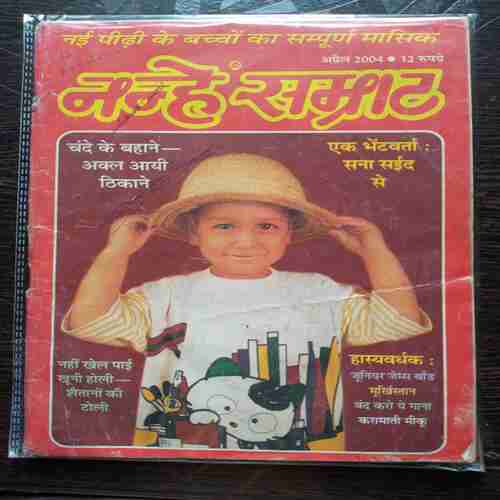 नई पीढ़ी के बच्चों का सम्पूर्ण मासिक
अप्रैल 2004 ● 12 रुपये
नन्हें सम्राट
चंदे के बहाने—
अक्ल आयी
ठिकाने
एक भेंटवर्ता :
सना सईद
से
नहीं खेल पाई
खूनी होली—
शैतानों की
टोली
हास्यवर्धक :
जूनियर जेम्स बॉंड
मूर्खिस्तान
बंद करो ये गाना
करामाती मीकू